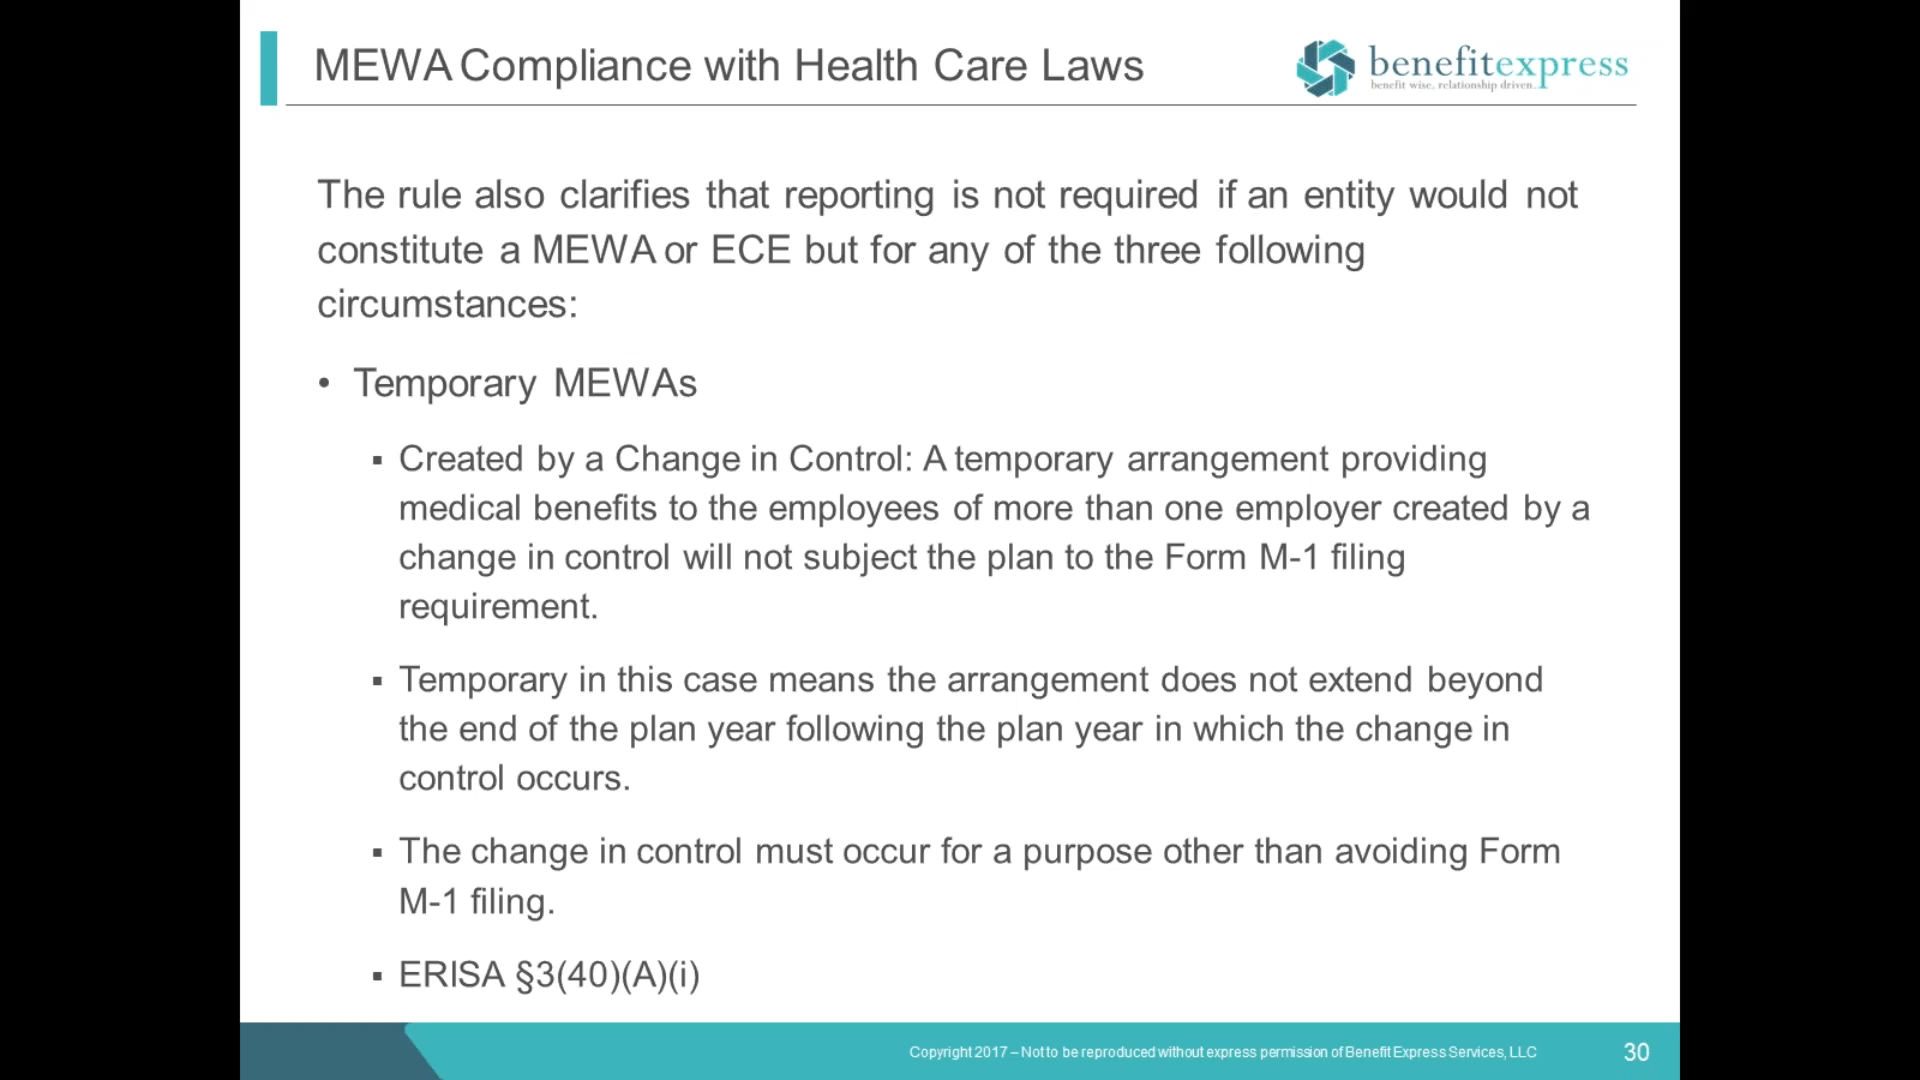 MEWA Compliance with Health Care Laws
benefitexpress
benefit wise. relationship driven.
The rule also clarifies that reporting is not required if an entity would not
constitute a MEWA or ECE but for any of the three following
circumstances:
• Temporary MEWAs
▪ Created by a Change in Control: A temporary arrangement providing
medical benefits to the employees of more than one employer created by a
change in control will not subject the plan to the Form M-1 filing
requirement.
▪ Temporary in this case means the arrangement does not extend beyond
the end of the plan year following the plan year in which the change in
control occurs.
▪ The change in control must occur for a purpose other than avoiding Form
M-1 filing.
▪ ERISA §3(40)(A)(i)
Copyright 2017 – Not to be reproduced without express permission of Benefit Express Services, LLC
30